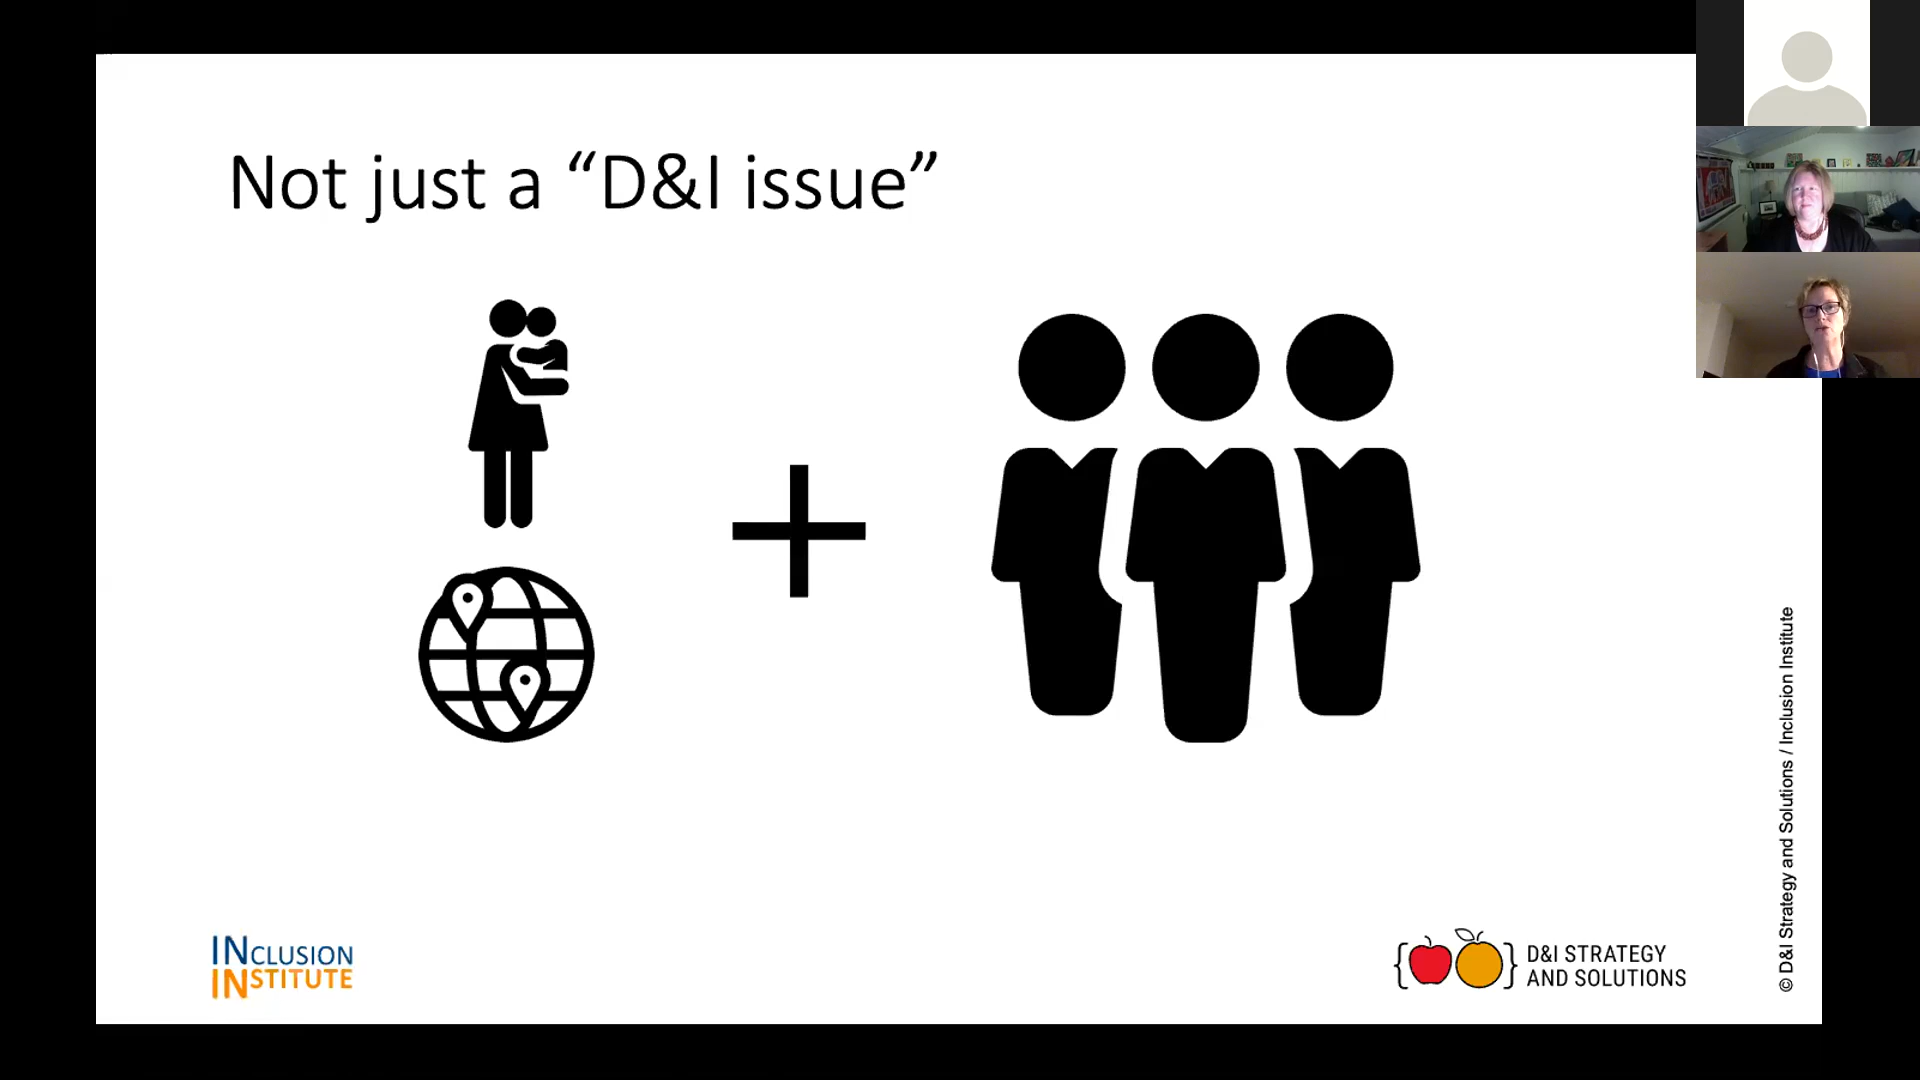 Not just a “D&I issue”
INCLUSION
INSTITUTE
D&I STRATEGY
AND SOLUTIONS
© D&I Strategy and Solutions / Inclusion Institute